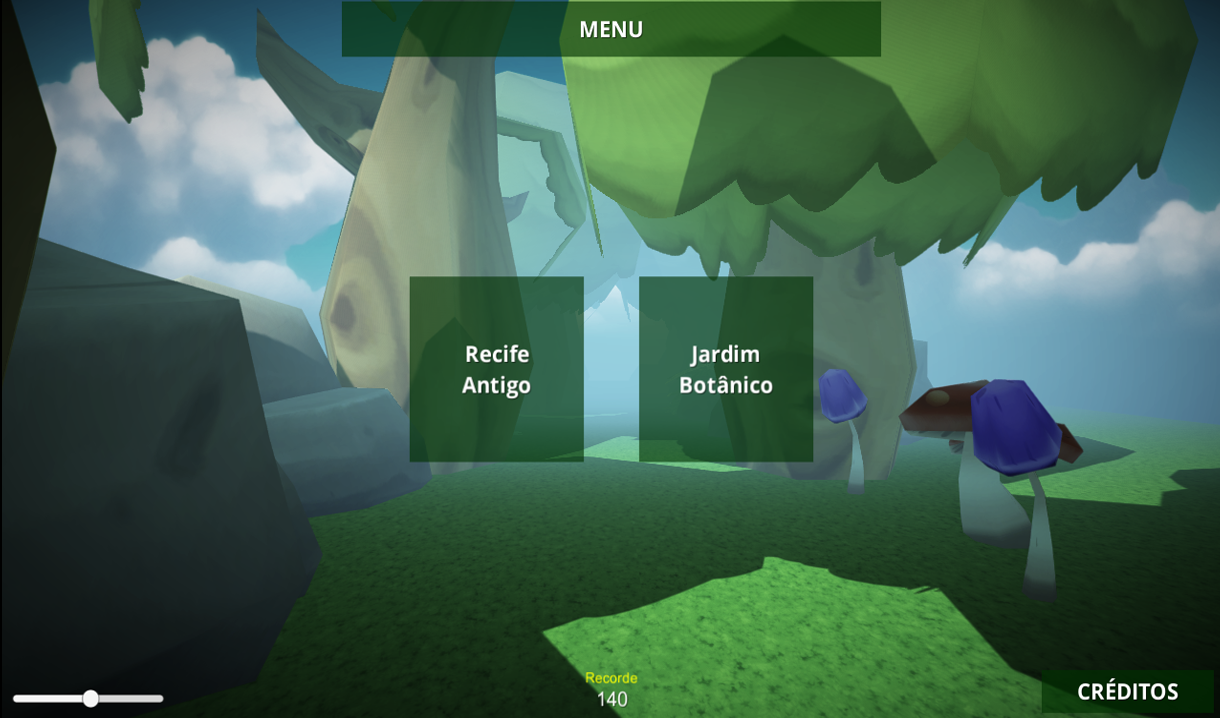 MENU
Recife
Antigo
Jardim
Botânico
Recorde
140
CRÉDITOS